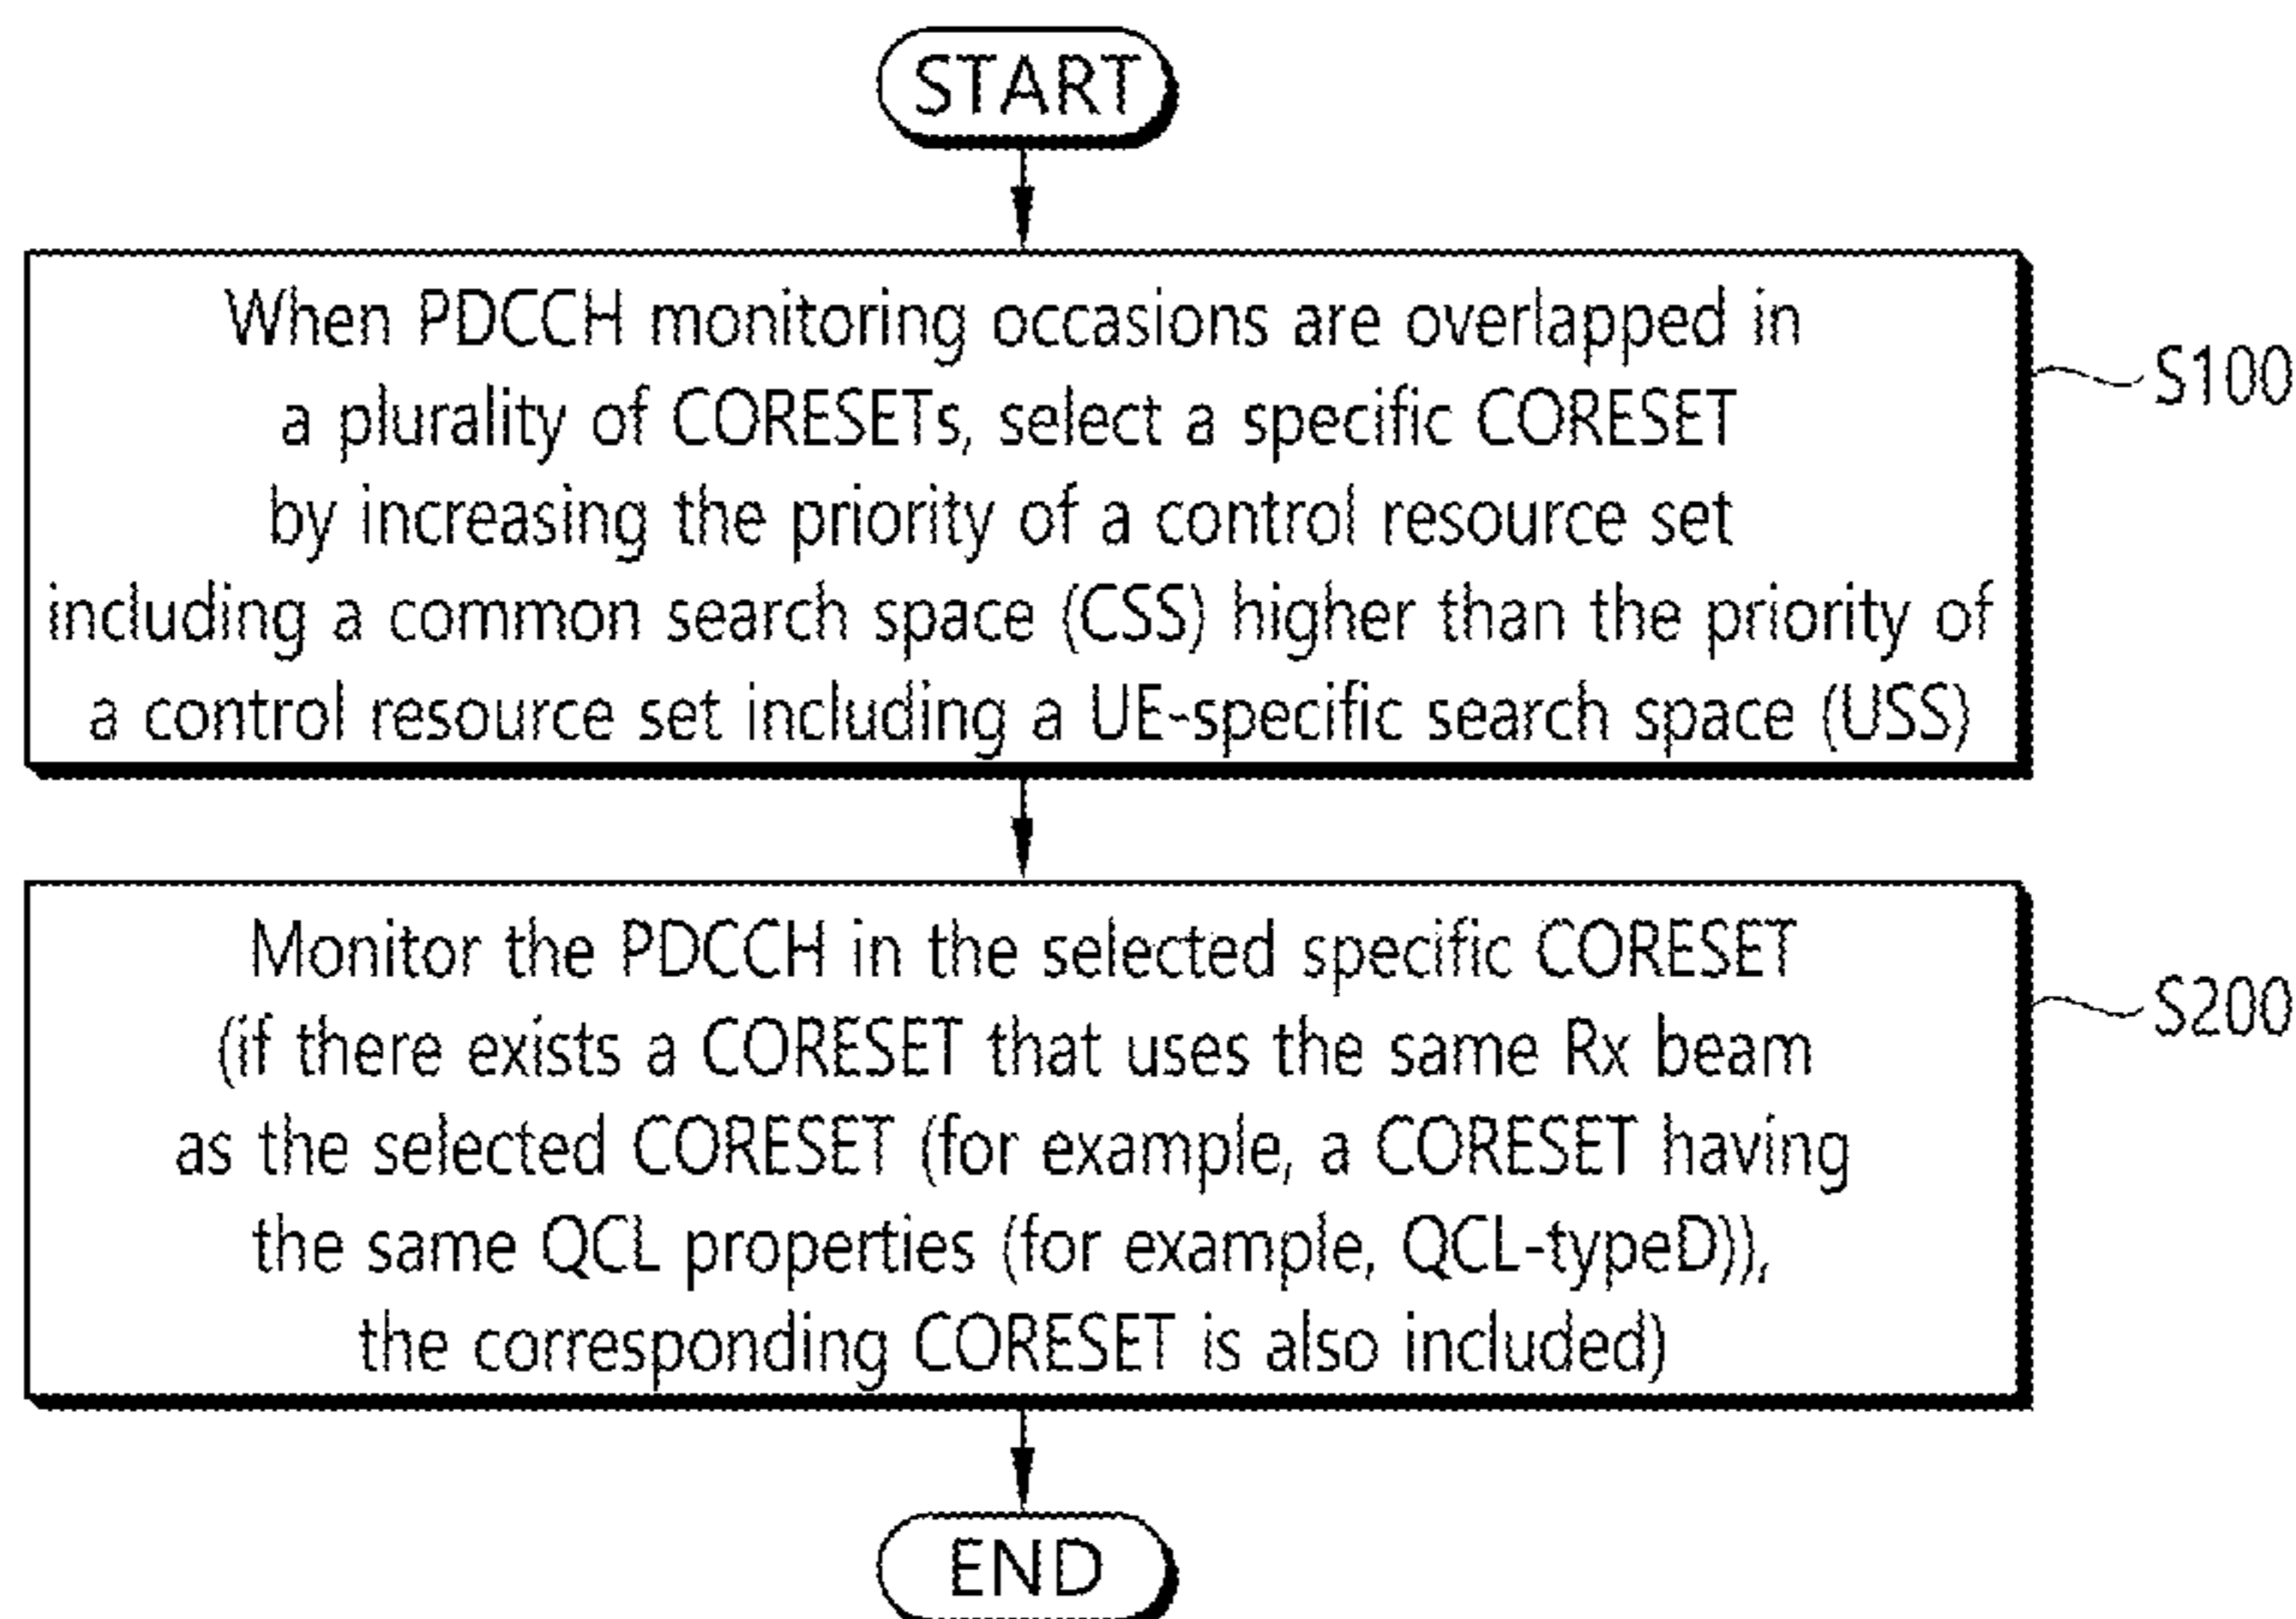 START
When PDCCH monitoring occasions are overlapped in
a plurality of CORESETs, select a specific CORESET
by increasing the priority of a control resource set
including a common search space (CSS) higher than the priority of
a control resource set including a UE-specific search space (USS)
S100
Monitor the PDCCH in the selected specific CORESET
(if there exists a CORESET that uses the same Rx beam
as the selected CORESET (for example, a CORESET having
the same QCL properties (for example, QCL-typeD)),
the corresponding CORESET is also included)
S200
END